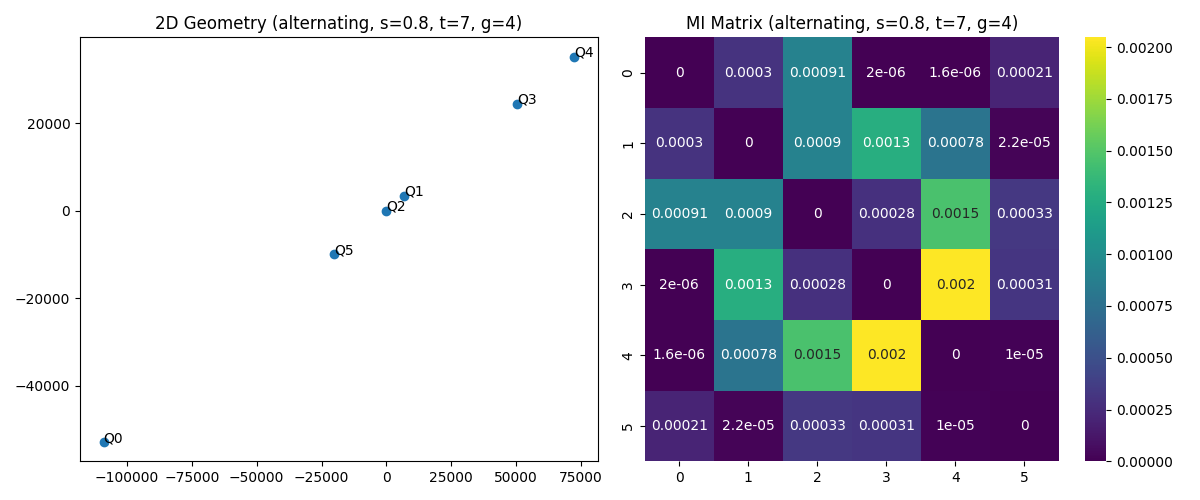 2D Geometry (alternating, s=0.8, t=7, g=4)
Q4
Q3
20000
Q1
0
Q2
Q5
−20000
−40000
Q0
−100000 −75000 −50000 −25000 0 25000 50000 75000
MI Matrix (alternating, s=0.8, t=7, g=4)
0 0 0.0003 0.00091 2e-06 1.6e-06 0.00021
1 0.0003 0 0.0009 0.0013 0.00078 2.2e-05
2 0.00091 0.0009 0 0.00028 0.0015 0.00033
3 2e-06 0.0013 0.00028 0 0.002 0.00031
4 1.6e-06 0.00078 0.0015 0.002 0 1e-05
5 0.00021 2.2e-05 0.00033 0.00031 1e-05 0
0 1 2 3 4 5
0.00200
0.00175
0.00150
0.00125
0.00100
0.00075
0.00050
0.00025
0.00000